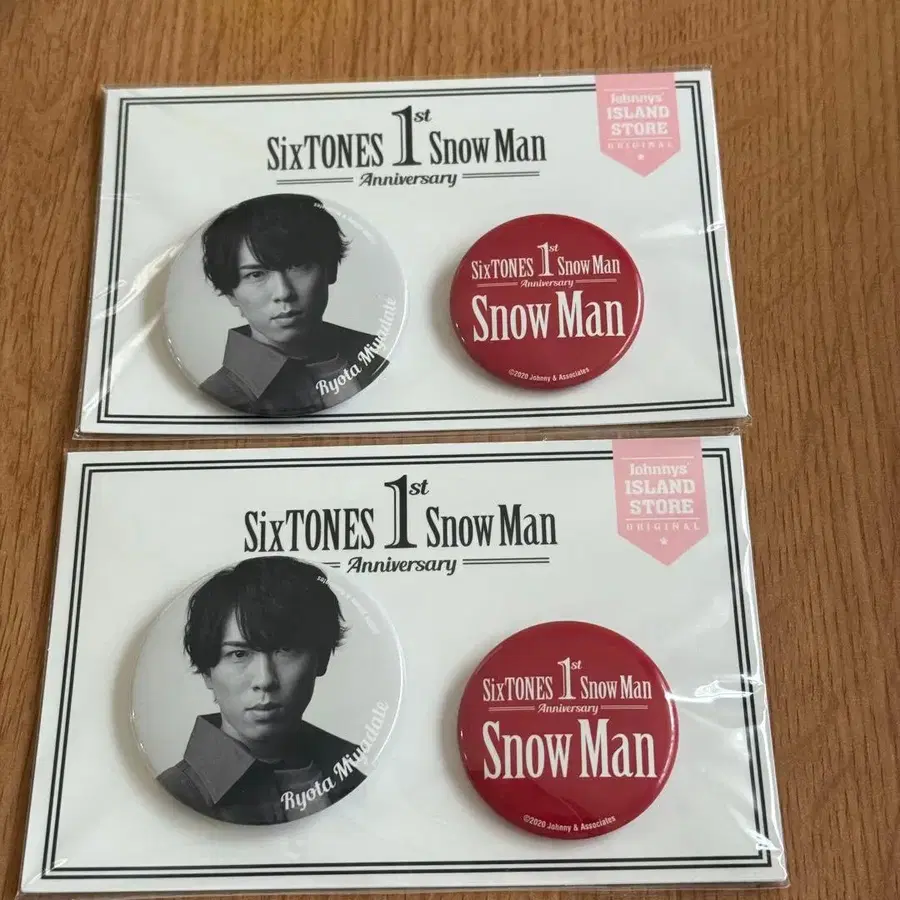 SixTONES 1st Snow Man
Anniversary
Johnnys'
ISLAND
STORE
ORIGINAL
Ryota Miyadate
SixTONES 1st Snow Man
Anniversary
Snow Man
©2020 Johnny & Associates
SixTONES 1st Snow Man
Anniversary
Johnnys'
ISLAND
STORE
ORIGINAL
Ryota Miyadate
SixTONES 1st Snow Man
Anniversary
Snow Man
©2020 Johnny & Associates